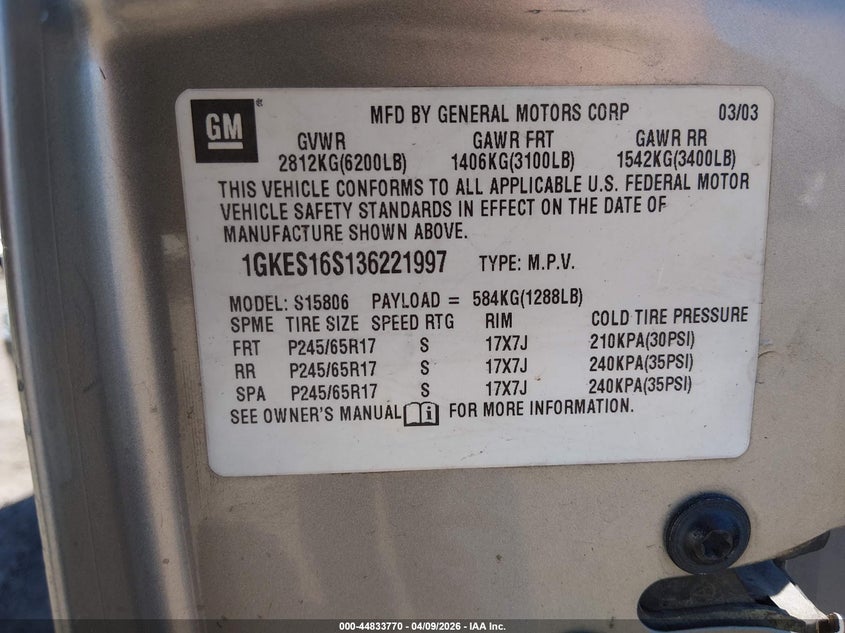 GM® MFD BY GENERAL MOTORS CORP 03/03
GVWR GAWR FRT GAWR RR
2812KG(6200LB) 1406KG(3100LB) 1542KG(3400LB)
THIS VEHICLE CONFORMS TO ALL APPLICABLE U.S. FEDERAL MOTOR
VEHICLE SAFETY STANDARDS IN EFFECT ON THE DATE OF
MANUFACTURE SHOWN ABOVE.
1GKES16S136221997 TYPE: M.P.V.
MODEL: S15806 PAYLOAD = 584KG(1288LB)
SPME TIRE SIZE SPEED RTG RIM COLD TIRE PRESSURE
FRT P245/65R17 S 17X7J 210KPA(30PSI)
RR P245/65R17 S 17X7J 240KPA(35PSI)
SPA P245/65R17 S 17X7J 240KPA(35PSI)
SEE OWNER'S MANUAL i FOR MORE INFORMATION.
000-44833770 - 04/09/2026 - IAA Inc.